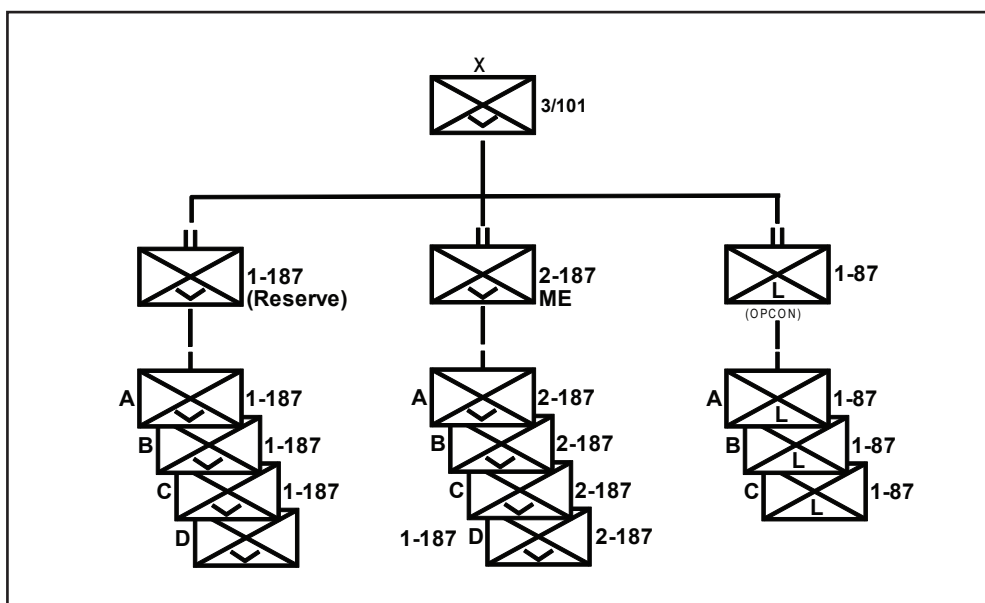 X
3/101
1-187
(Reserve)
2-187
ME
1-87
L
(OPCON)
A 1-187
A 2-187
A L 1-87
B 1-187
B 2-187
B L 1-87
C 1-187
C 2-187
C L 1-87
D 1-187
D 2-187